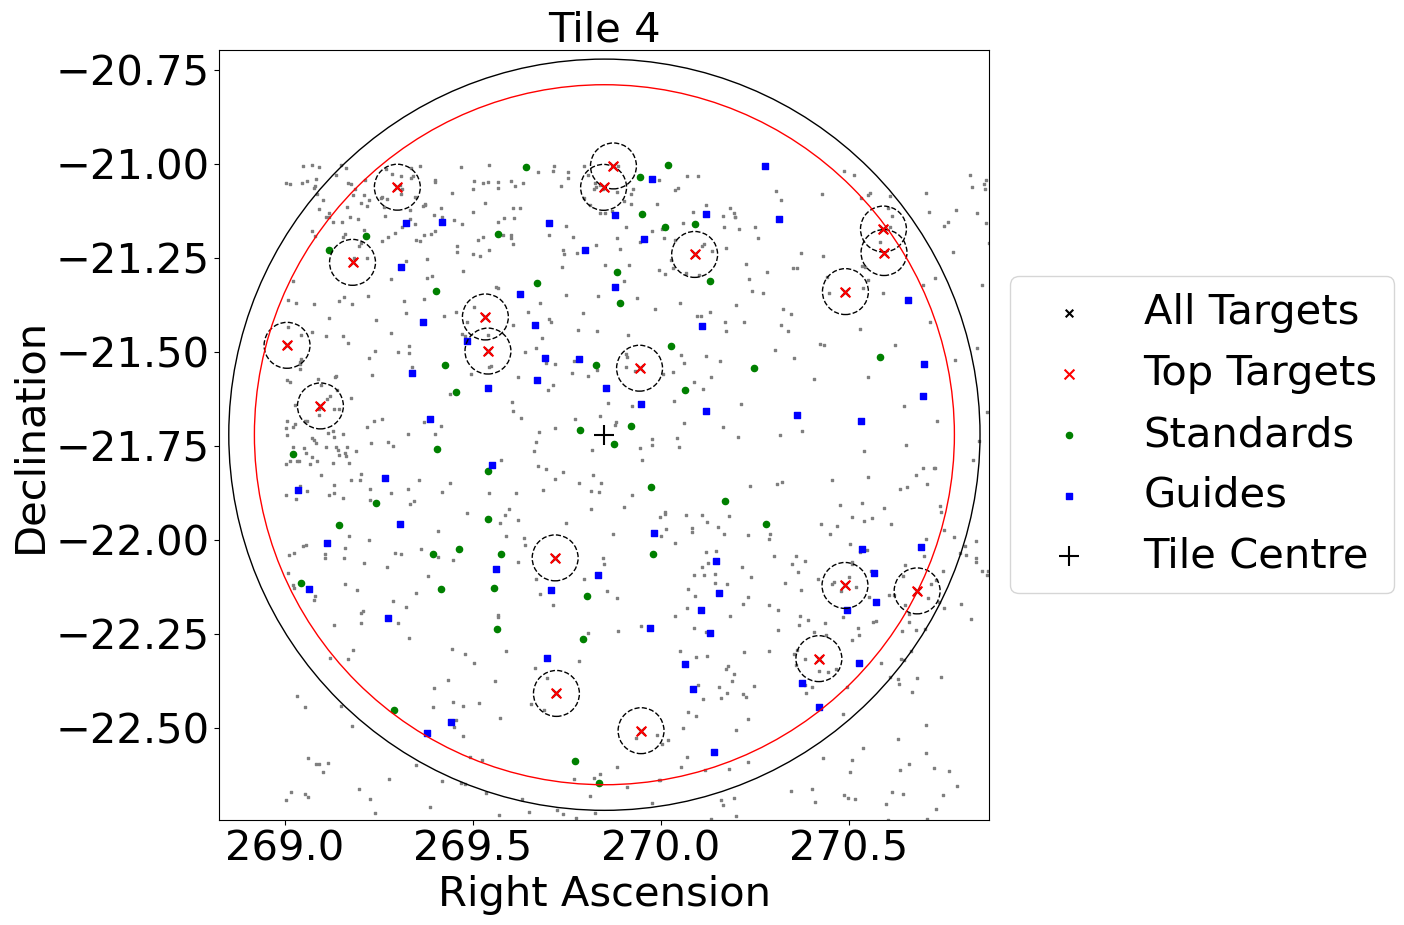 Tile 4
Declination
−20.75
−21.00
−21.25
−21.50
−21.75
−22.00
−22.25
−22.50
269.0 269.5 270.0 270.5
Right Ascension
All Targets
Top Targets
Standards
Guides
Tile Centre